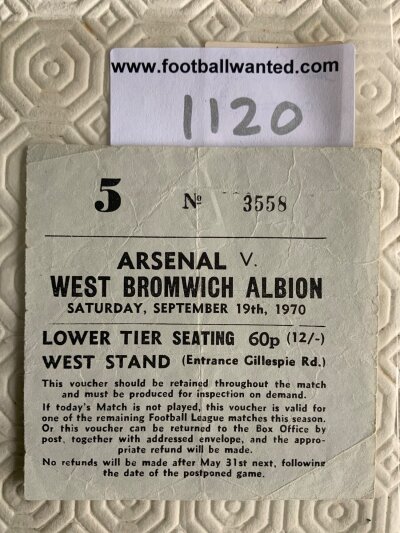 www.footballwanted.com
1120
5 Nº 3558
ARSENAL V.
WEST BROMWICH ALBION
SATURDAY, SEPTEMBER 19th, 1970
LOWER TIER SEATING 60p (12/-)
WEST STAND (Entrance Gillespie Rd.)
This voucher should be retained throughout the match
and must be produced for inspection on demand.
If today's Match is not played, this voucher is valid for
one of the remaining Football League matches this season.
Or this voucher can be returned to the Box Office by
post, together with addressed envelope, and the appro-
priate refund will be made.
No refunds will be made after May 31st next, following
the date of the postponed game.